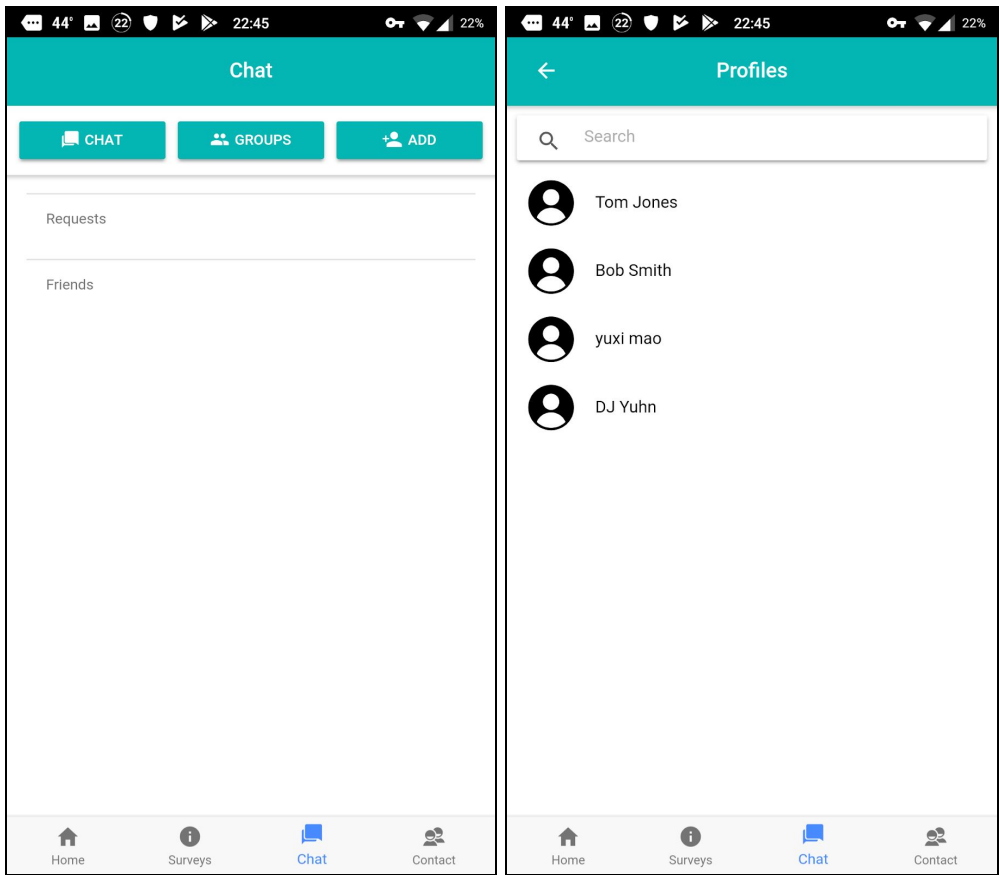 44° 22 22:45 22%
Chat
CHAT GROUPS ADD
Requests
Friends
Home Surveys Chat Contact
44° 22 22:45 22%
Profiles
Search
Tom Jones
Bob Smith
yuxi mao
DJ Yuhn
Home Surveys Chat Contact